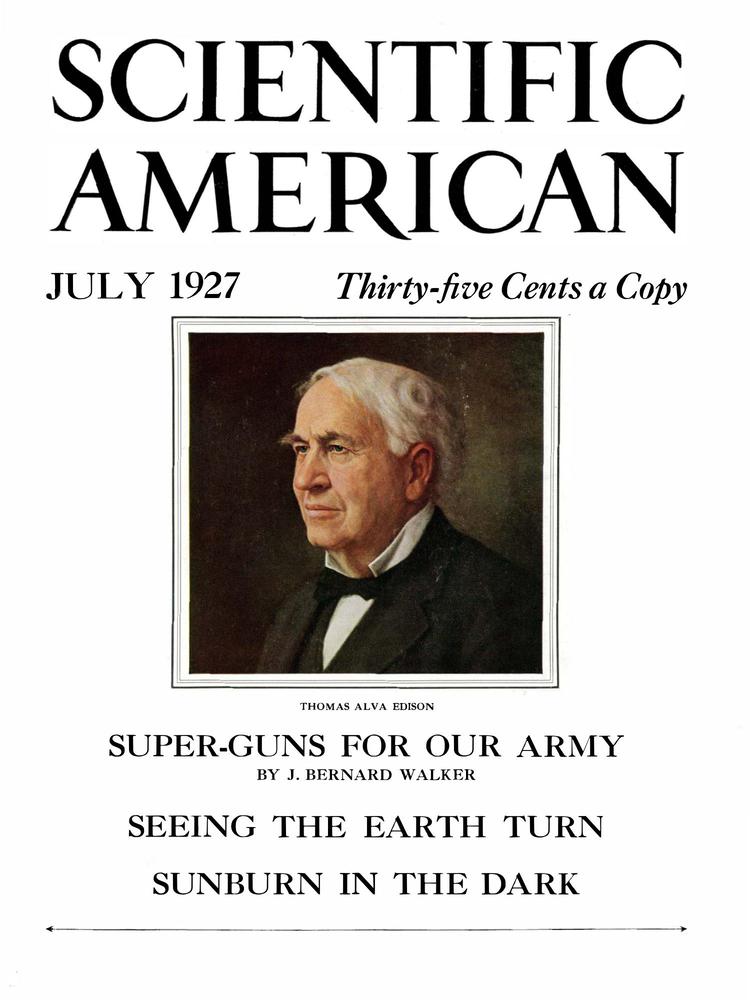 SCIENTIFIC
AMERICAN
JULY 1927 Thirty-five Cents a Copy
THOMAS ALVA EDISON
SUPER-GUNS FOR OUR ARMY
BY J. BERNARD WALKER
SEEING THE EARTH TURN
SUNBURN IN THE DARK